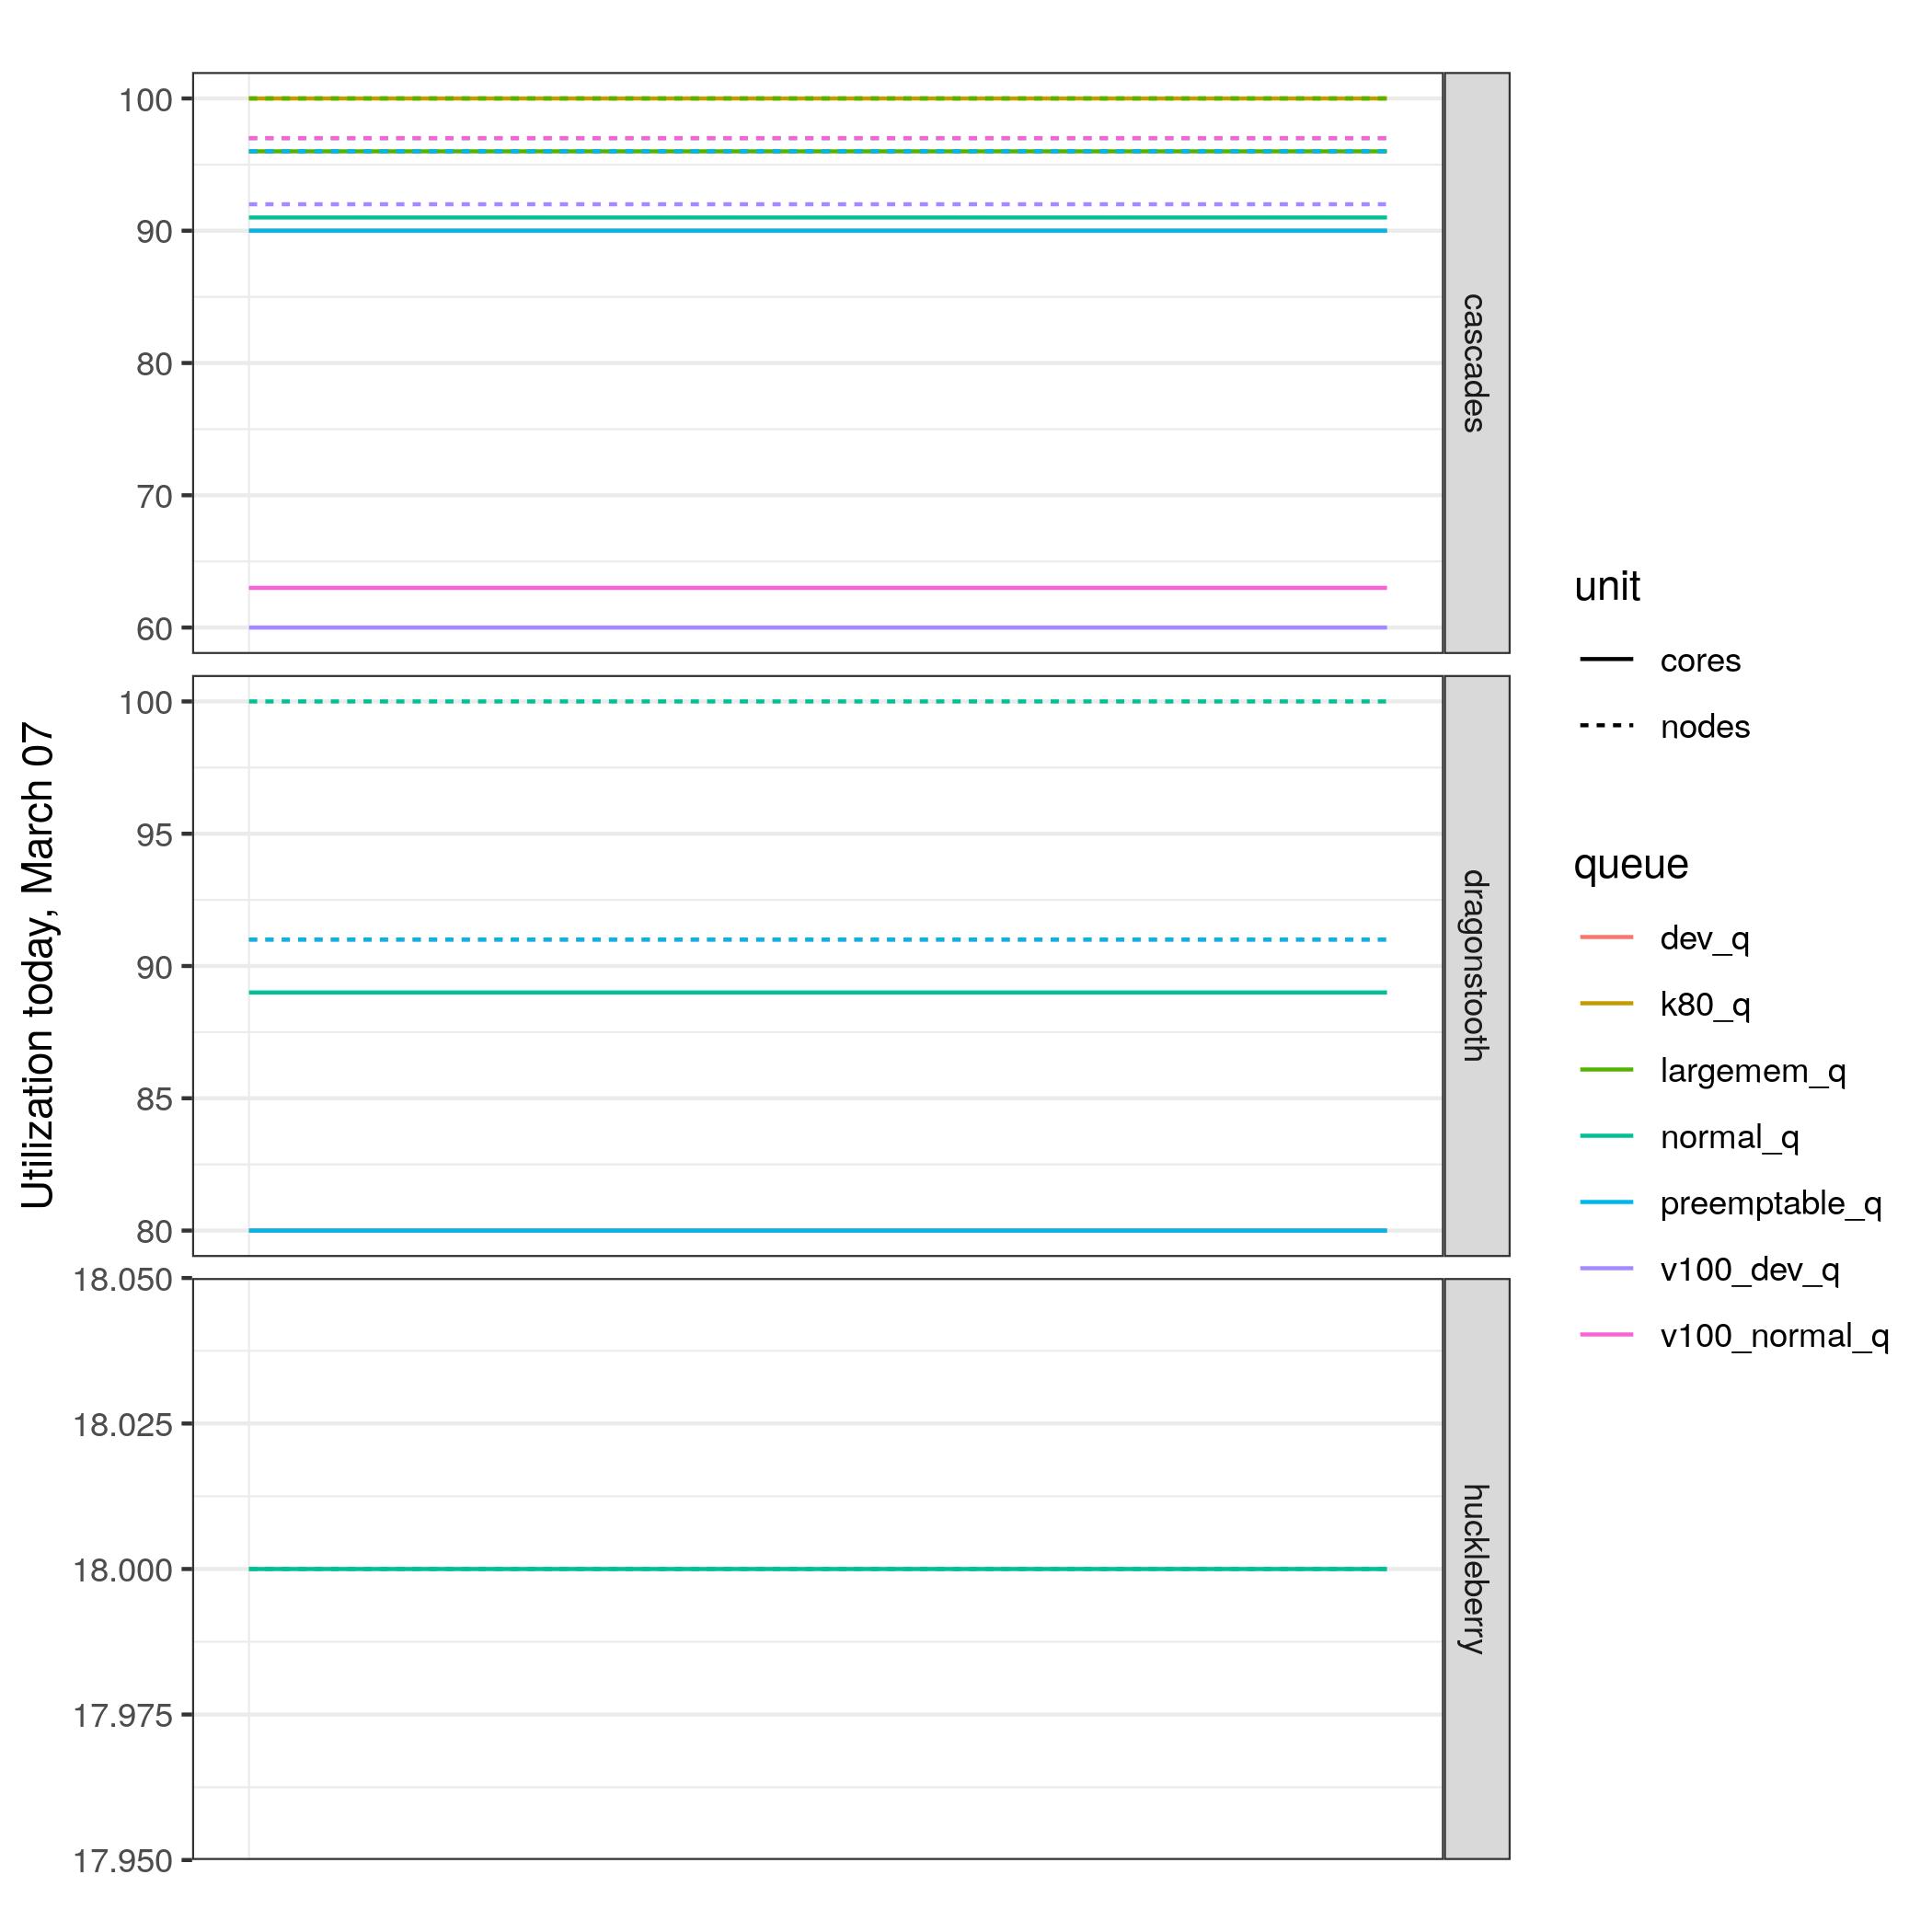 Utilization today, March 07
100
90
80
70
60
cascades
100
95
90
85
80
dragonstooth
18.050
18.025
18.000
17.975
17.950
huckleberry
unit
cores
nodes
queue
dev_q
k80_q
largemem_q
normal_q
preemptable_q
v100_dev_q
v100_normal_q